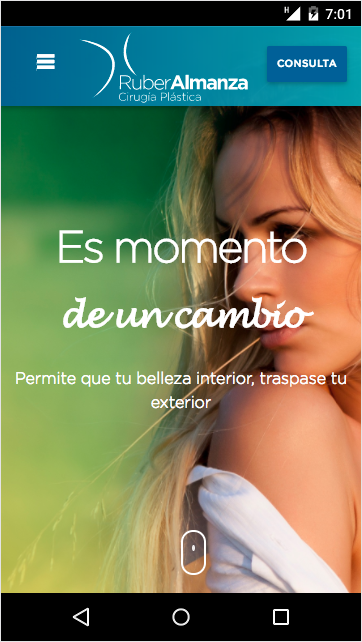 H
7:01
RuberAlmanza
Cirugía Plástica
CONSULTA
Es momento
de un cambio
Permite que tu belleza interior, traspase tu
exterior